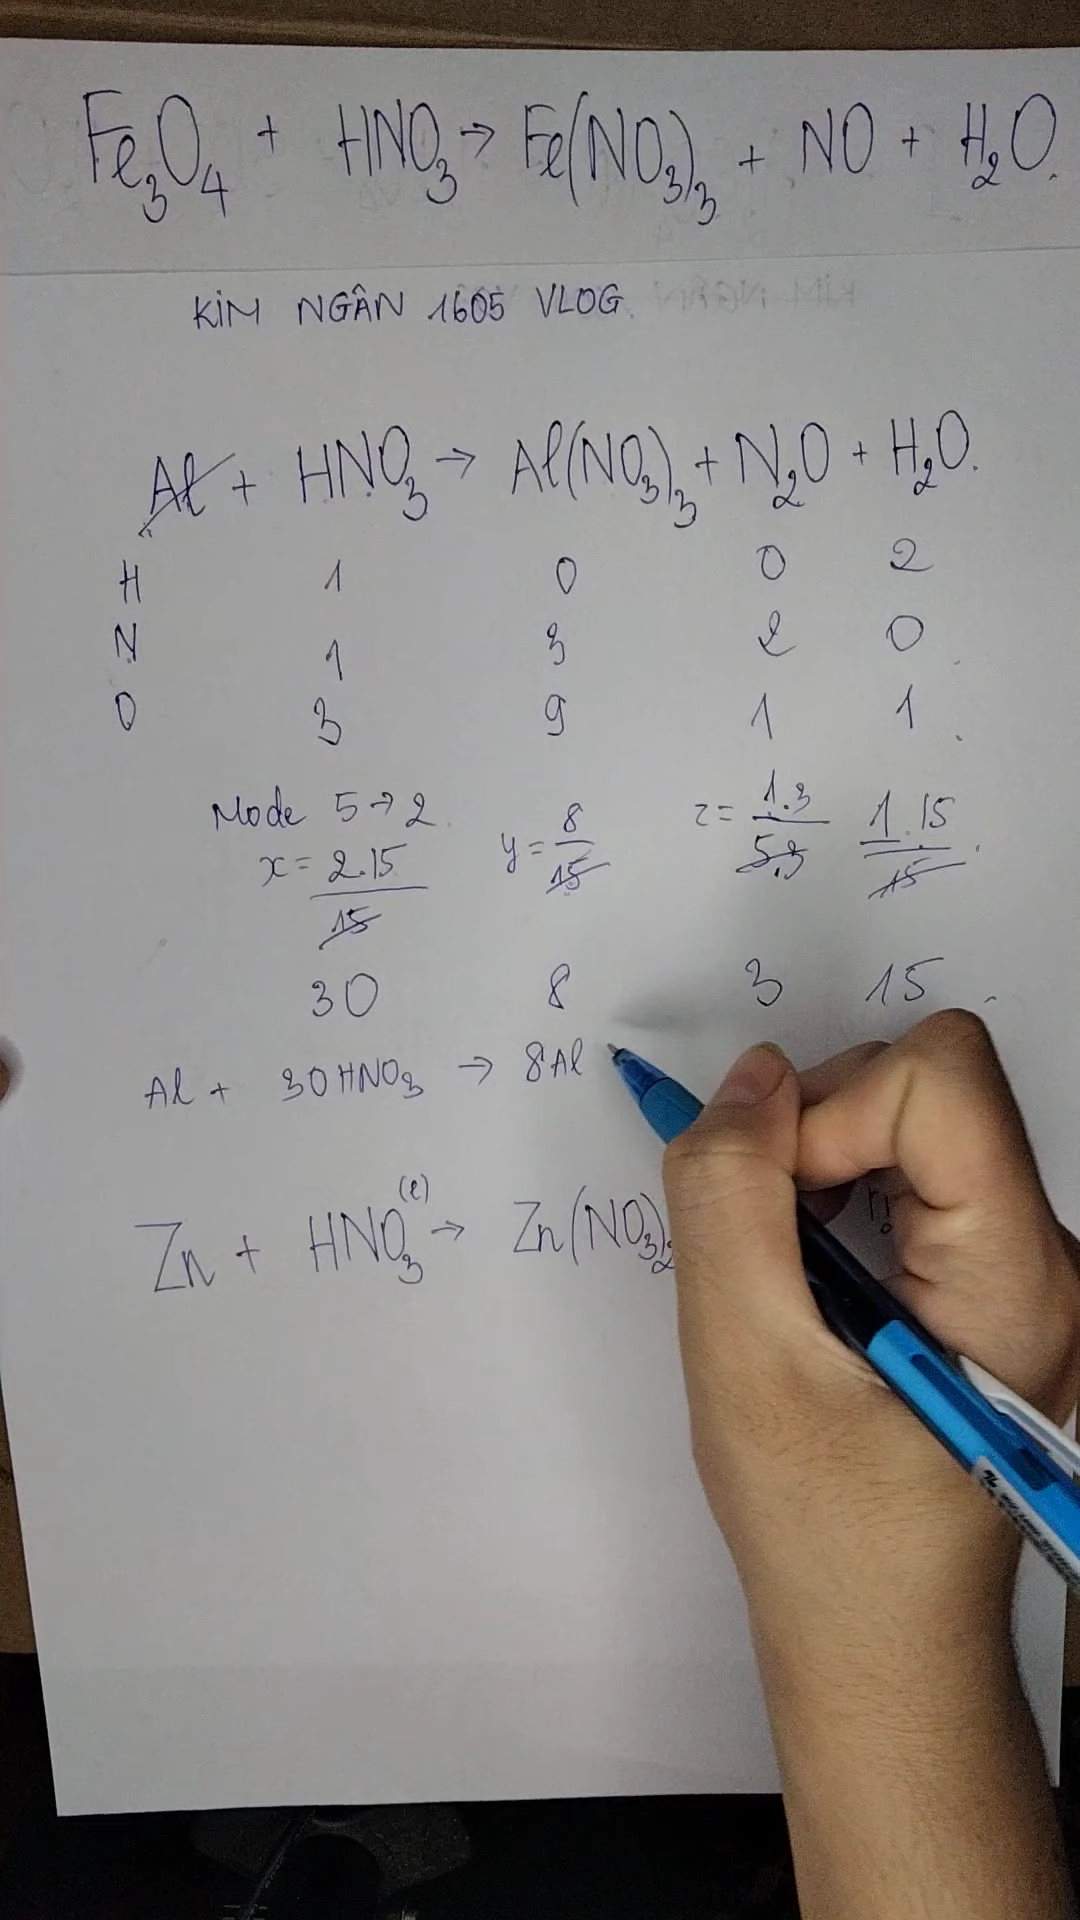 Fe₃O₄ + HNO₃ → Fe(NO₃)₃ + NO + H₂O.
KIM NGÂN 1605 VLOG
Al + HNO₃ → Al(NO₃)₃ + N₂O + H₂O.
H 1 0 0 2
N 1 3 2 0
O 3 9 1 1
Mode 5 → 2
x = 2.15/15 y = 8/15 z = 1.3/5.3 1.15/15
30 8 3 15
Al + 30HNO₃ → 8Al
Zn + HNO₃ (l) → Zn(NO₃)₂